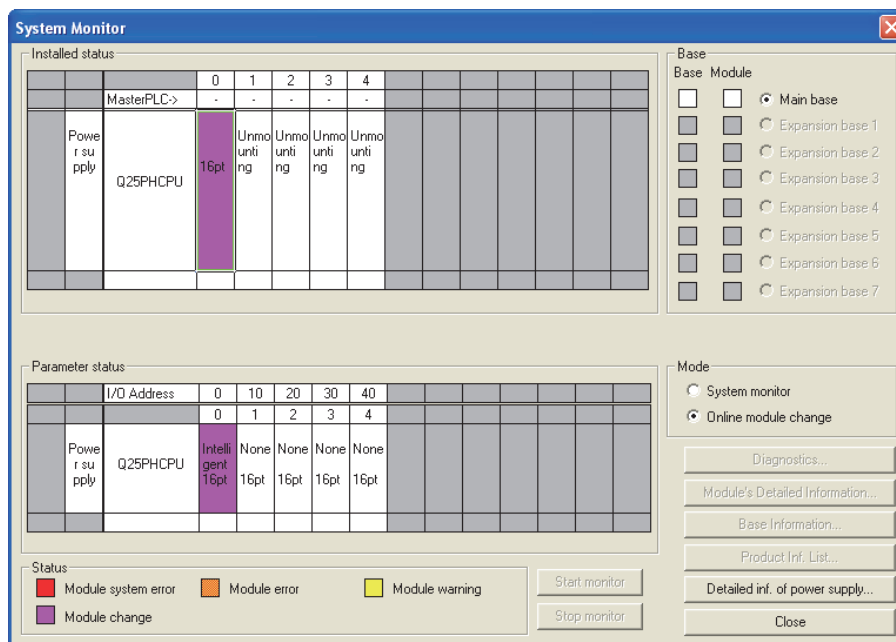 System Monitor
Installed status
0 1 2 3 4
MasterPLC-> - - - - -
Powe
r su
pply
Q25PHCPU
16pt
Unmo
unti
ng
Unmo
unti
ng
Unmo
unti
ng
Unmo
unti
ng
Base
Base Module
Main base
Expansion base 1
Expansion base 2
Expansion base 3
Expansion base 4
Expansion base 5
Expansion base 6
Expansion base 7
Parameter status
I/O Address 0 10 20 30 40
0 1 2 3 4
Powe
r su
pply
Q25PHCPU
Intelli
gent
16pt
None
16pt
None
16pt
None
16pt
None
16pt
Mode
System monitor
Online module change
Diagnostics...
Module's Detailed Information...
Base Information...
Product Inf. List...
Detailed inf. of power supply...
Close
Status
Module system error Module error Module warning
Module change
Start monitor
Stop monitor